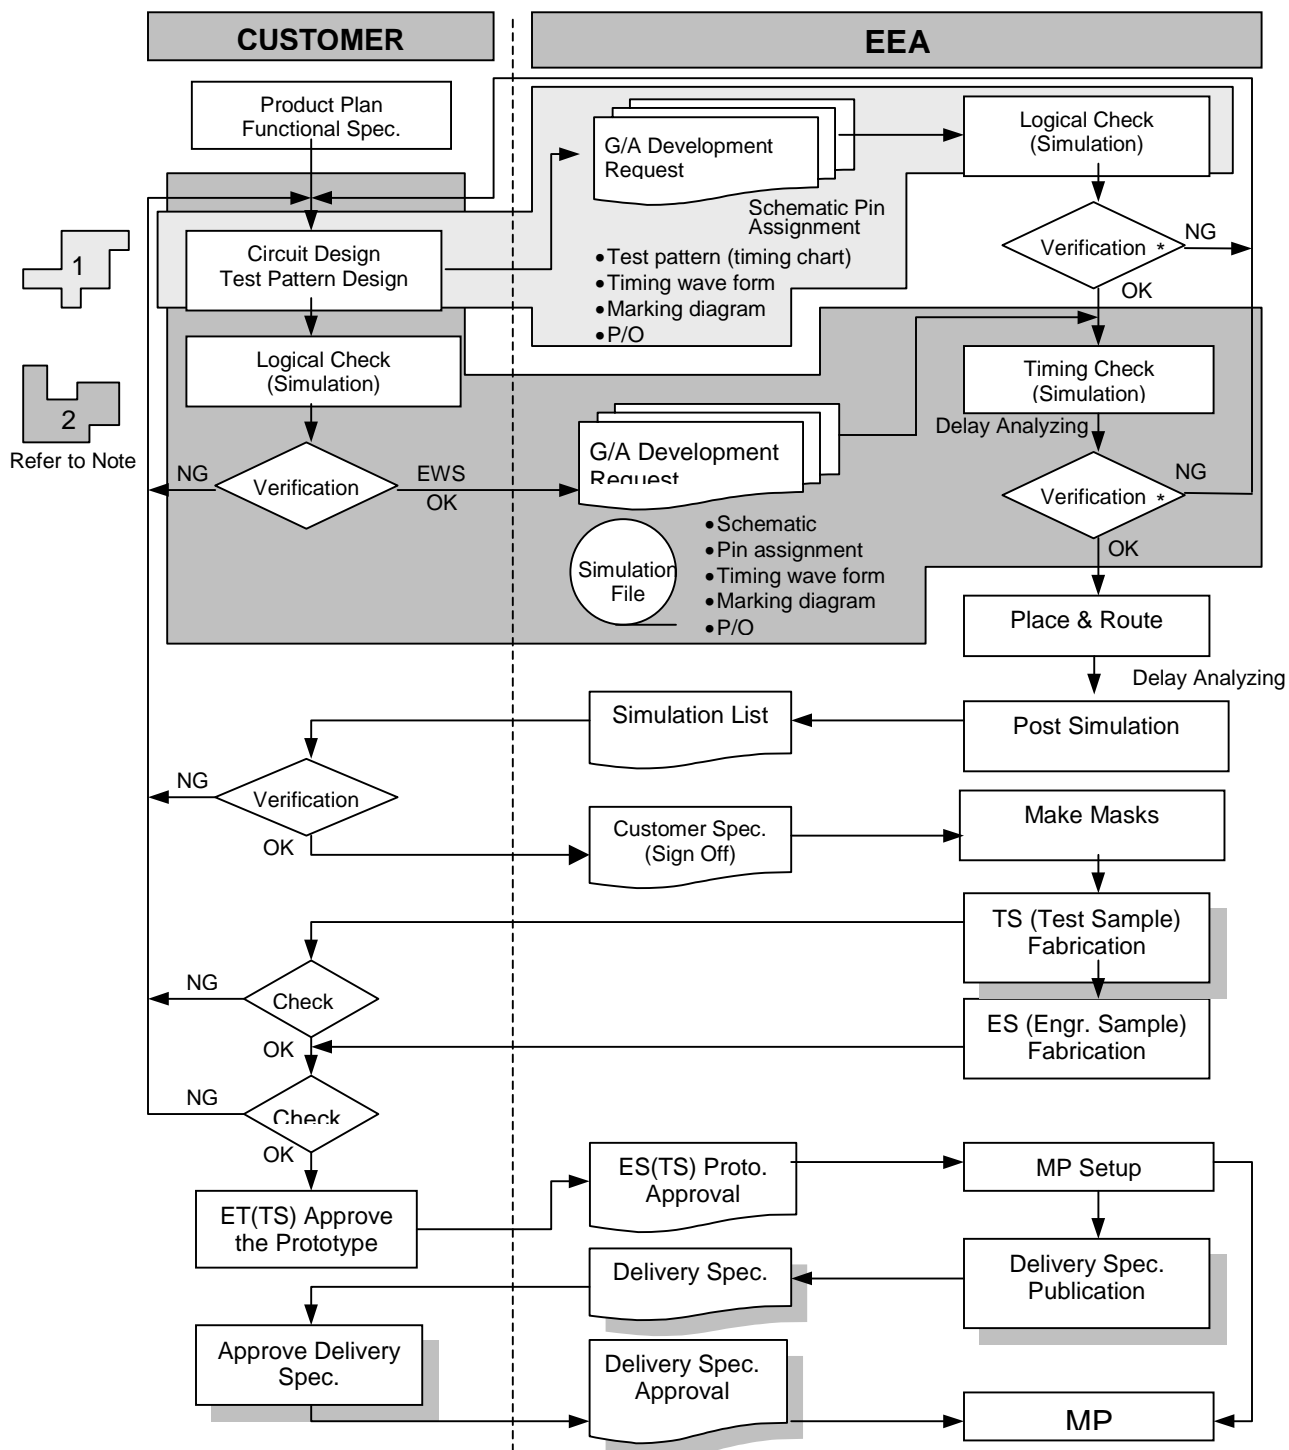 CUSTOMER
EEA
Product Plan
Functional Spec.
G/A Development
Request
Logical Check
(Simulation)
Schematic Pin
Assignment
1
Circuit Design
Test Pattern Design
•Test pattern (timing chart)
•Timing wave form
•Marking diagram
•P/O
Verification *
NG
OK
Logical Check
(Simulation)
Timing Check
(Simulation)
Delay Analyzing
2
Refer to Note
NG
Verification
EWS
OK
G/A Development
Request
Verification *
NG
OK
Simulation
File
•Schematic
•Pin assignment
•Timing wave form
•Marking diagram
•P/O
Place & Route
Delay Analyzing
Simulation List
Post Simulation
NG
Verification
OK
Customer Spec.
(Sign Off)
Make Masks
TS (Test Sample)
Fabrication
NG
Check
OK
ES (Engr. Sample)
Fabrication
NG
Check
OK
ES(TS) Proto.
Approval
MP Setup
ET(TS) Approve
the Prototype
Delivery Spec.
Delivery Spec.
Publication
Approve Delivery
Spec.
Delivery Spec.
Approval
MP